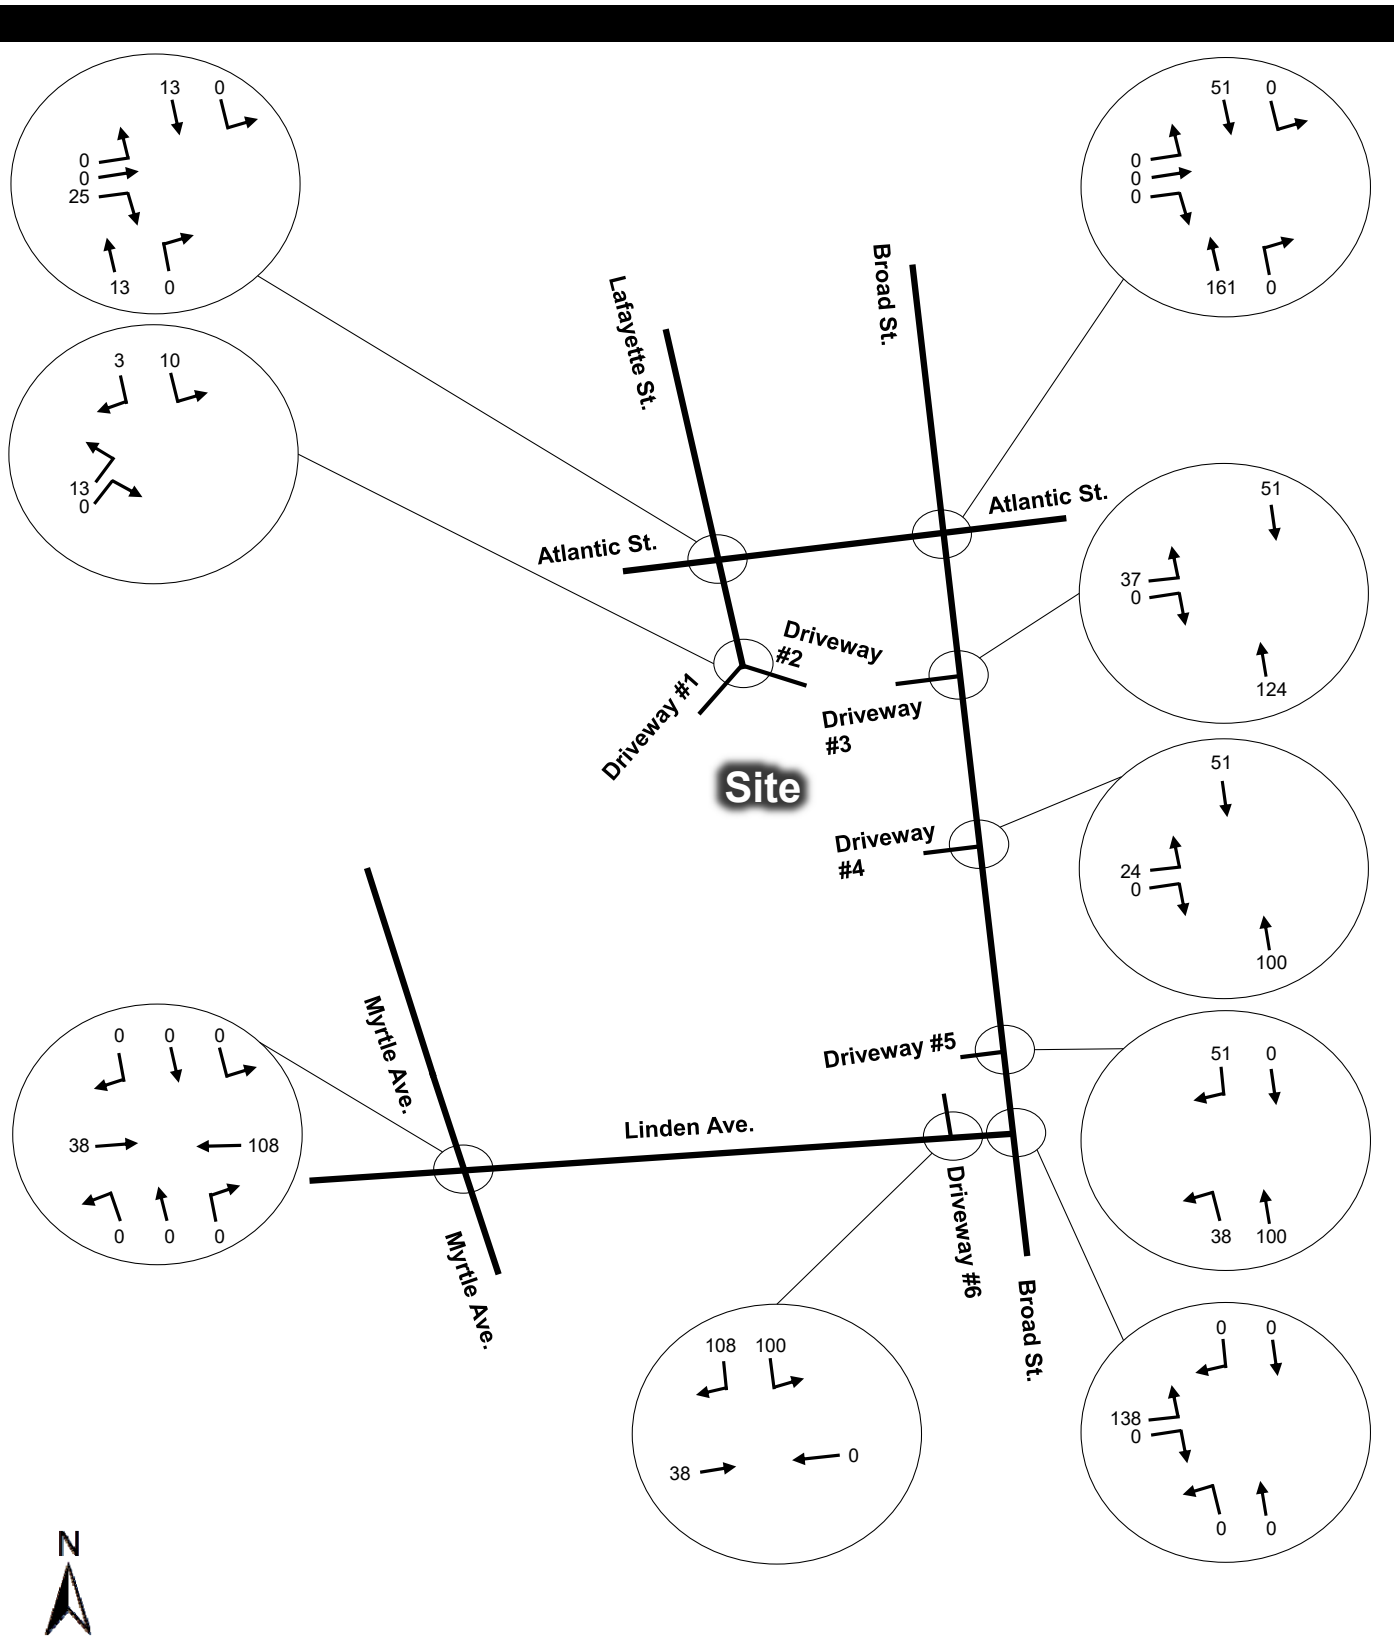 13 0
0
0
25
13 0
3 10
13
0
51 0
0
0
0
161 0
Lafayette St.
Broad St.
Atlantic St.
Atlantic St.
51
37
0
124
Driveway
#2
Driveway #1
Driveway
#3
Site
51
24
0
100
Driveway
#4
Myrtle Ave.
Driveway #5
Linden Ave.
51 0
38 100
0 0 0
38 108
0 0 0
Myrtle Ave.
Driveway #6
Broad St.
108 100
38 0
0 0
138
0
0 0
N